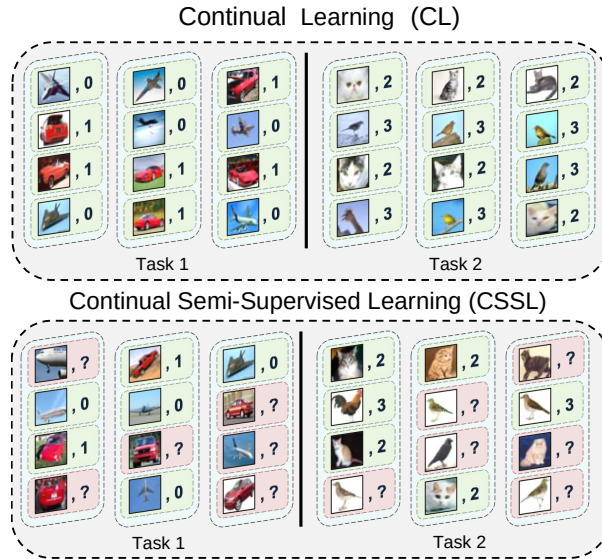 Continual Learning (CL)
, 0 , 0 , 1 , 2 , 2 , 2
, 1 , 0 , 0 , 3 , 3 , 3
, 1 , 1 , 1 , 2 , 2 , 3
, 0 , 1 , 0 , 3 , 3 , 2
Task 1 Task 2
Continual Semi-Supervised Learning (CSSL)
, ? , 1 , 0 , 2 , 2 , ?
, 0 , 0 , ? , 3 , ? , 3
, 1 , ? , ? , 2 , ? , ?
, ? , 0 , ? , ? , 2 , ?
Task 1 Task 2